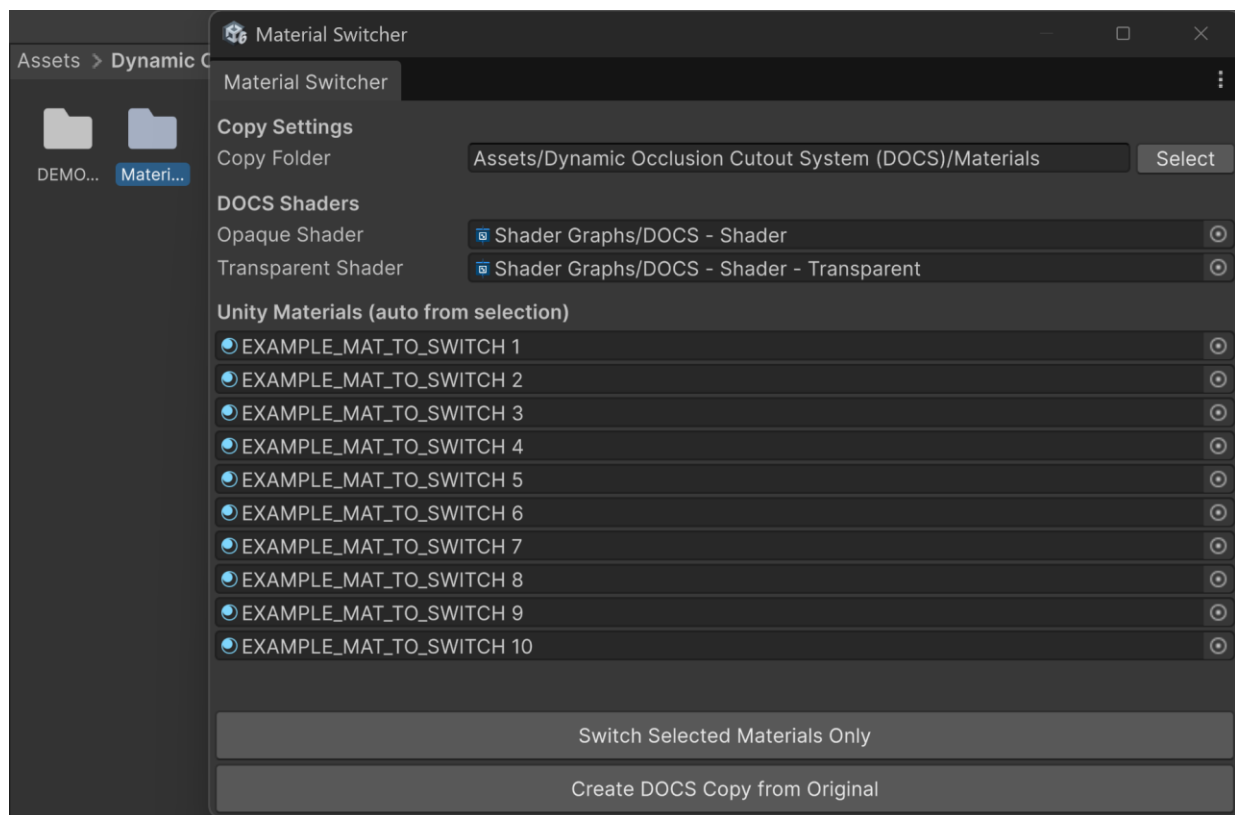 Material Switcher
Assets > Dynamic C
Material Switcher
Copy Settings
Copy Folder Assets/Dynamic Occlusion Cutout System (DOCS)/Materials Select
DEMO... Materi...
DOCS Shaders
Opaque Shader Shader Graphs/DOCS - Shader
Transparent Shader Shader Graphs/DOCS - Shader - Transparent
Unity Materials (auto from selection)
EXAMPLE_MAT_TO_SWITCH 1
EXAMPLE_MAT_TO_SWITCH 2
EXAMPLE_MAT_TO_SWITCH 3
EXAMPLE_MAT_TO_SWITCH 4
EXAMPLE_MAT_TO_SWITCH 5
EXAMPLE_MAT_TO_SWITCH 6
EXAMPLE_MAT_TO_SWITCH 7
EXAMPLE_MAT_TO_SWITCH 8
EXAMPLE_MAT_TO_SWITCH 9
EXAMPLE_MAT_TO_SWITCH 10
Switch Selected Materials Only
Create DOCS Copy from Original